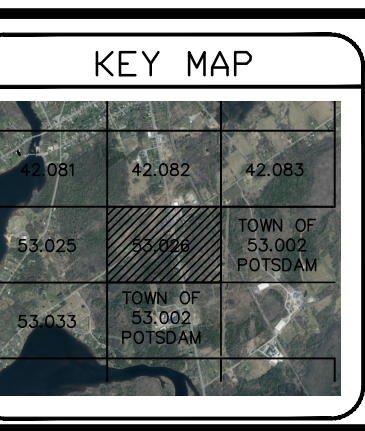 KEY MAP
42.081 42.082 42.083
53.025 53.026 TOWN OF
53.002
POTSDAM
53.033 TOWN OF
53.002
POTSDAM